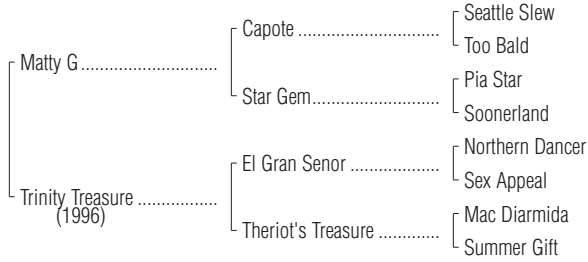 Seattle Slew
Capote ................................
Too Bald
Matty G ..............................
Pia Star
Star Gem.............................
Soonerland
Northern Dancer
El Gran Senor ....................
Sex Appeal
Trinity Treasure .................
(1996)
Mac Diarmida
Theriot's Treasure .............
Summer Gift